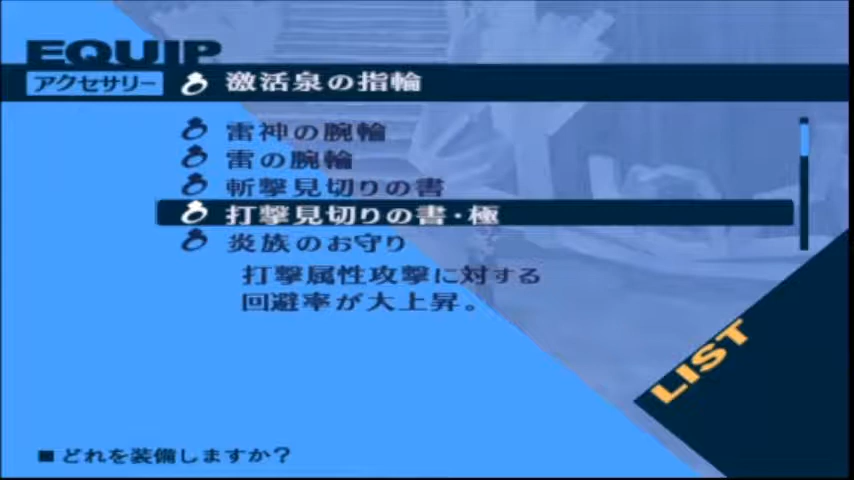 EQUIP
アクセサリー 激活泉の指輪
雷神の腕輪
雷の腕輪
斬撃見切りの書
打撃見切りの書・極
炎族のお守り
打撃属性攻撃に対する
回避率が大上昇。
LIST
■どれを装備しますか?